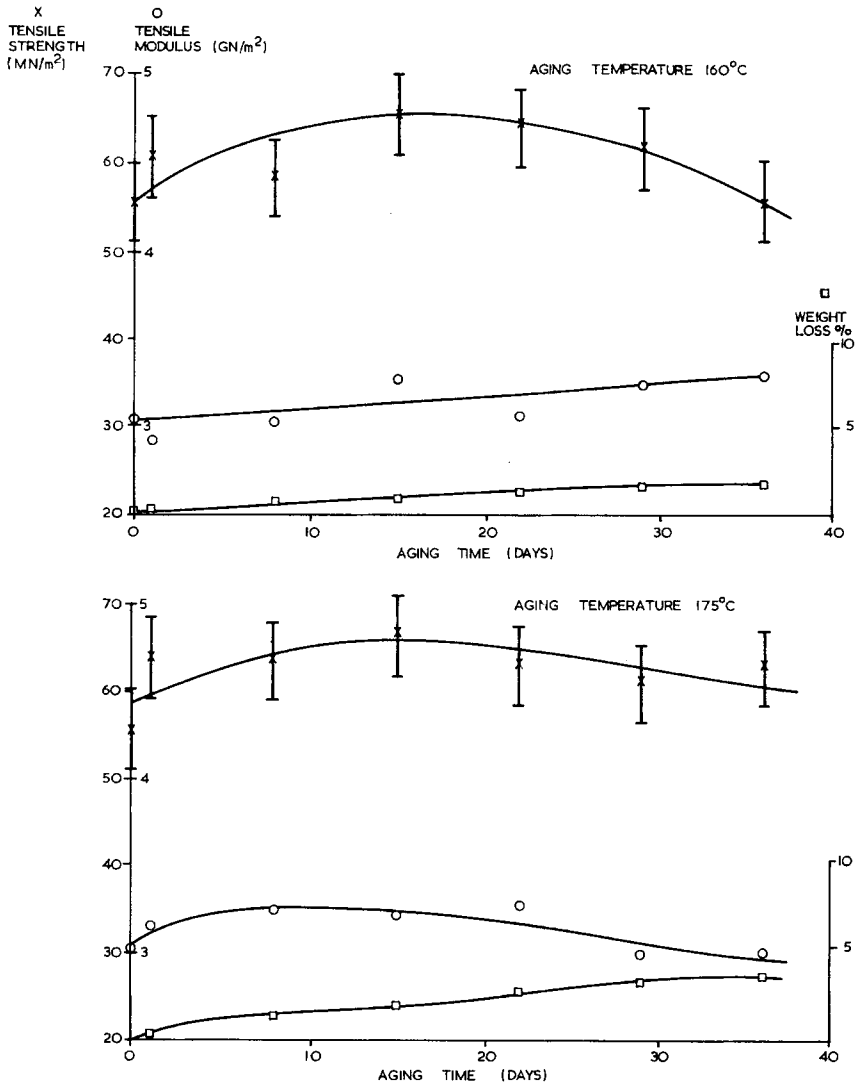 X
TENSILE
STRENGTH
(MN/m²)
O
TENSILE
MODULUS (GN/m²)
AGING TEMPERATURE 160°C
70
60
50
40
30
20
5
4
3
WEIGHT
LOSS %
10
5
0
0
10
20
30
40
AGING TIME (DAYS)
AGING TEMPERATURE 175°C
70
60
50
40
30
20
5
4
3
10
5
0
10
20
30
40
AGING TIME (DAYS)